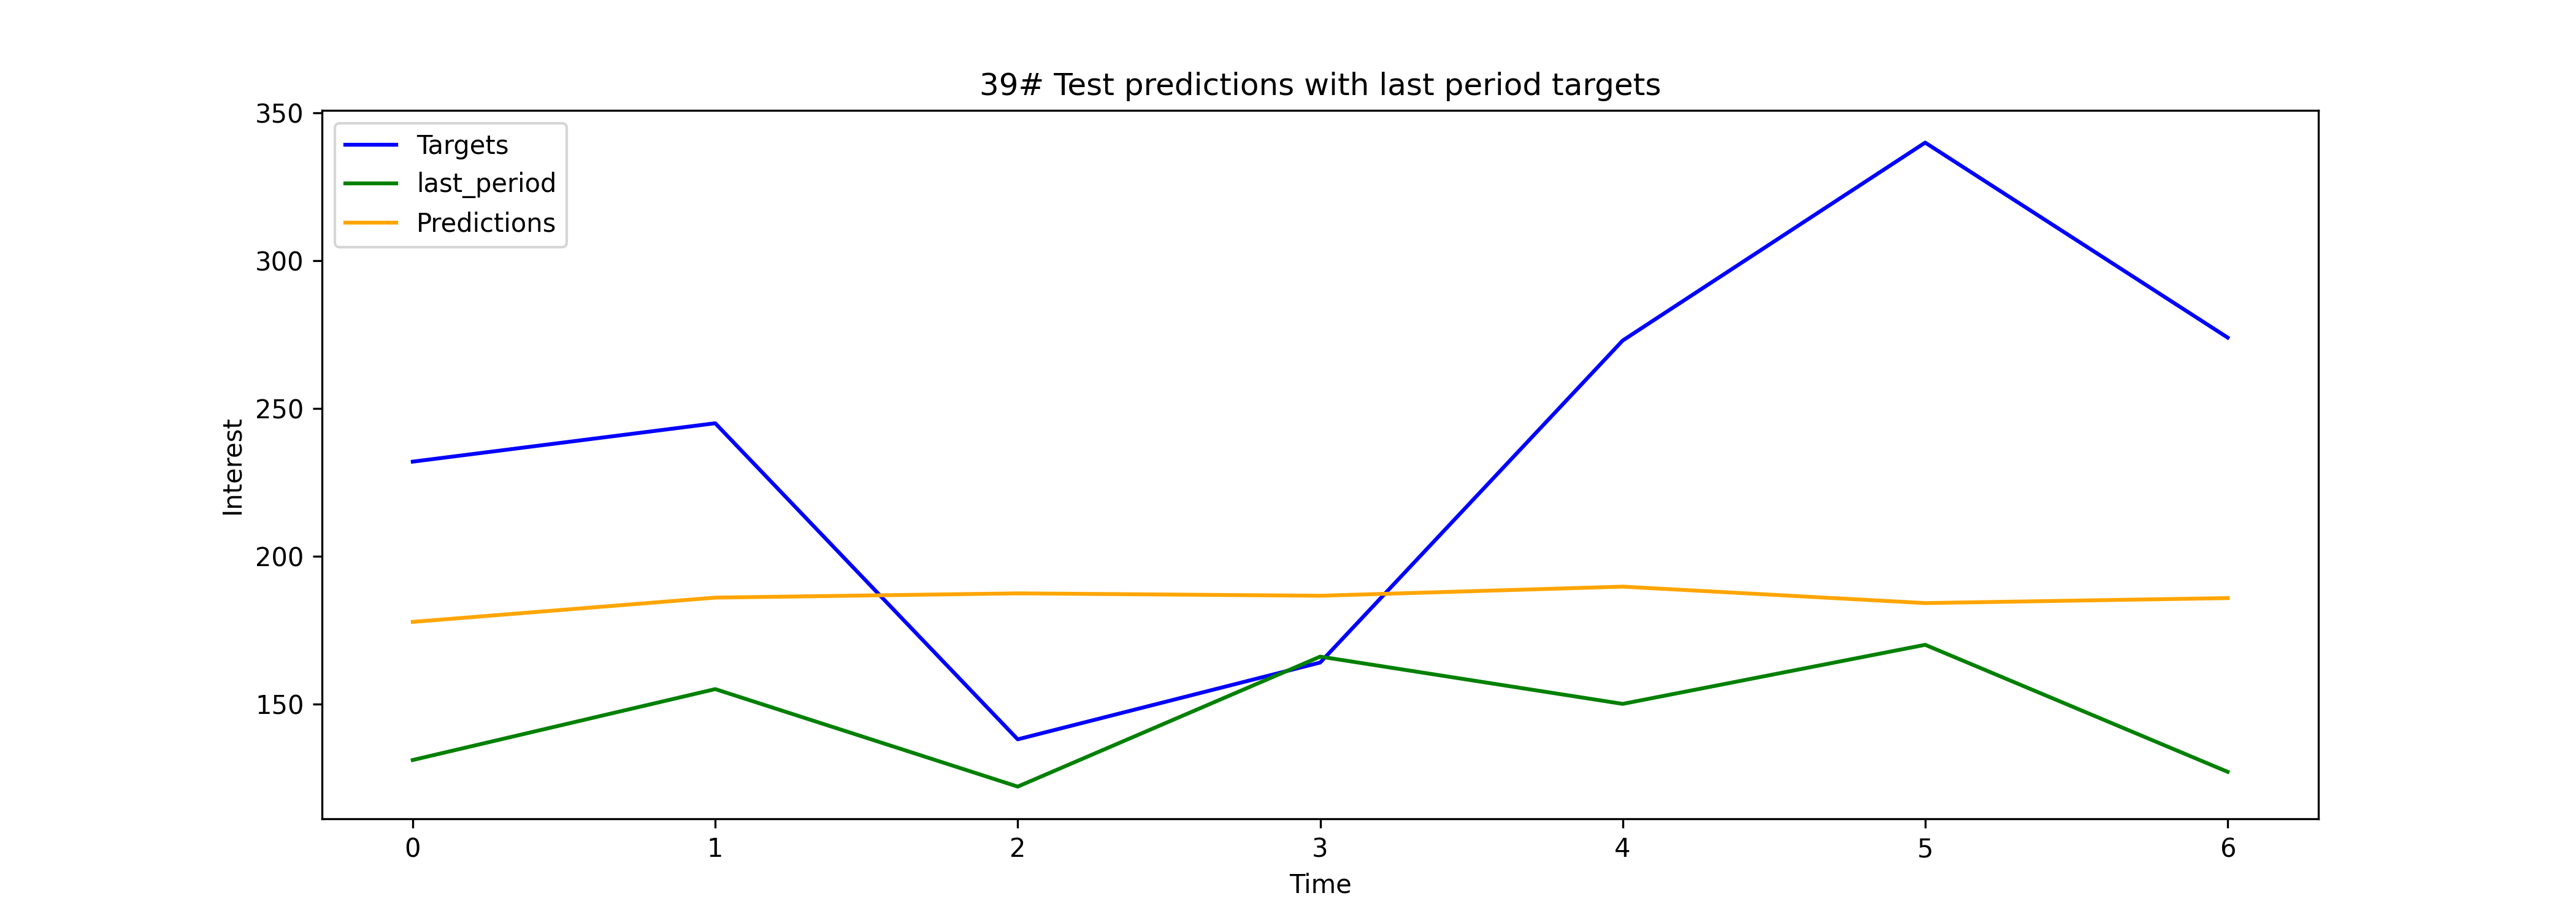 39# Test predictions with last period targets
Targets
last_period
Predictions
350
300
250
200
150
Interest
0 1 2 3 4 5 6
Time